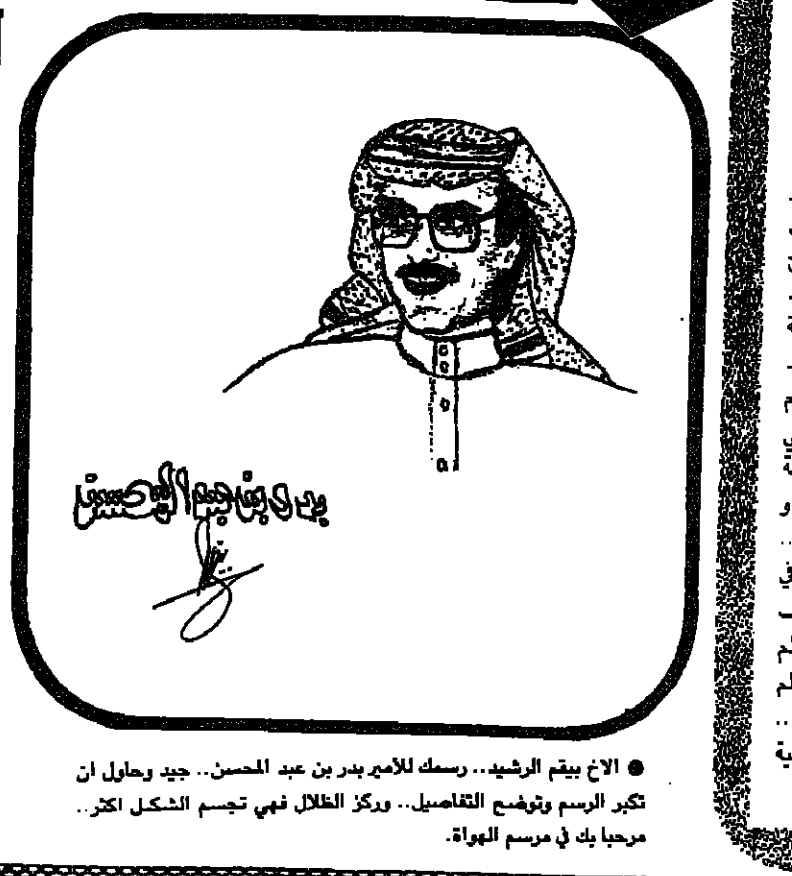 بدر بن عبد المحسن
● الاخ بيقم الرشيد.. رسمك للأمير بدر بن عبد المحسن.. جيد وحاول ان
تكبر الرسم وتوضح التفاصيل.. وركز الظلال فهي تجسم الشكل اكثر..
مرحبا بك في مرسم الهواة.